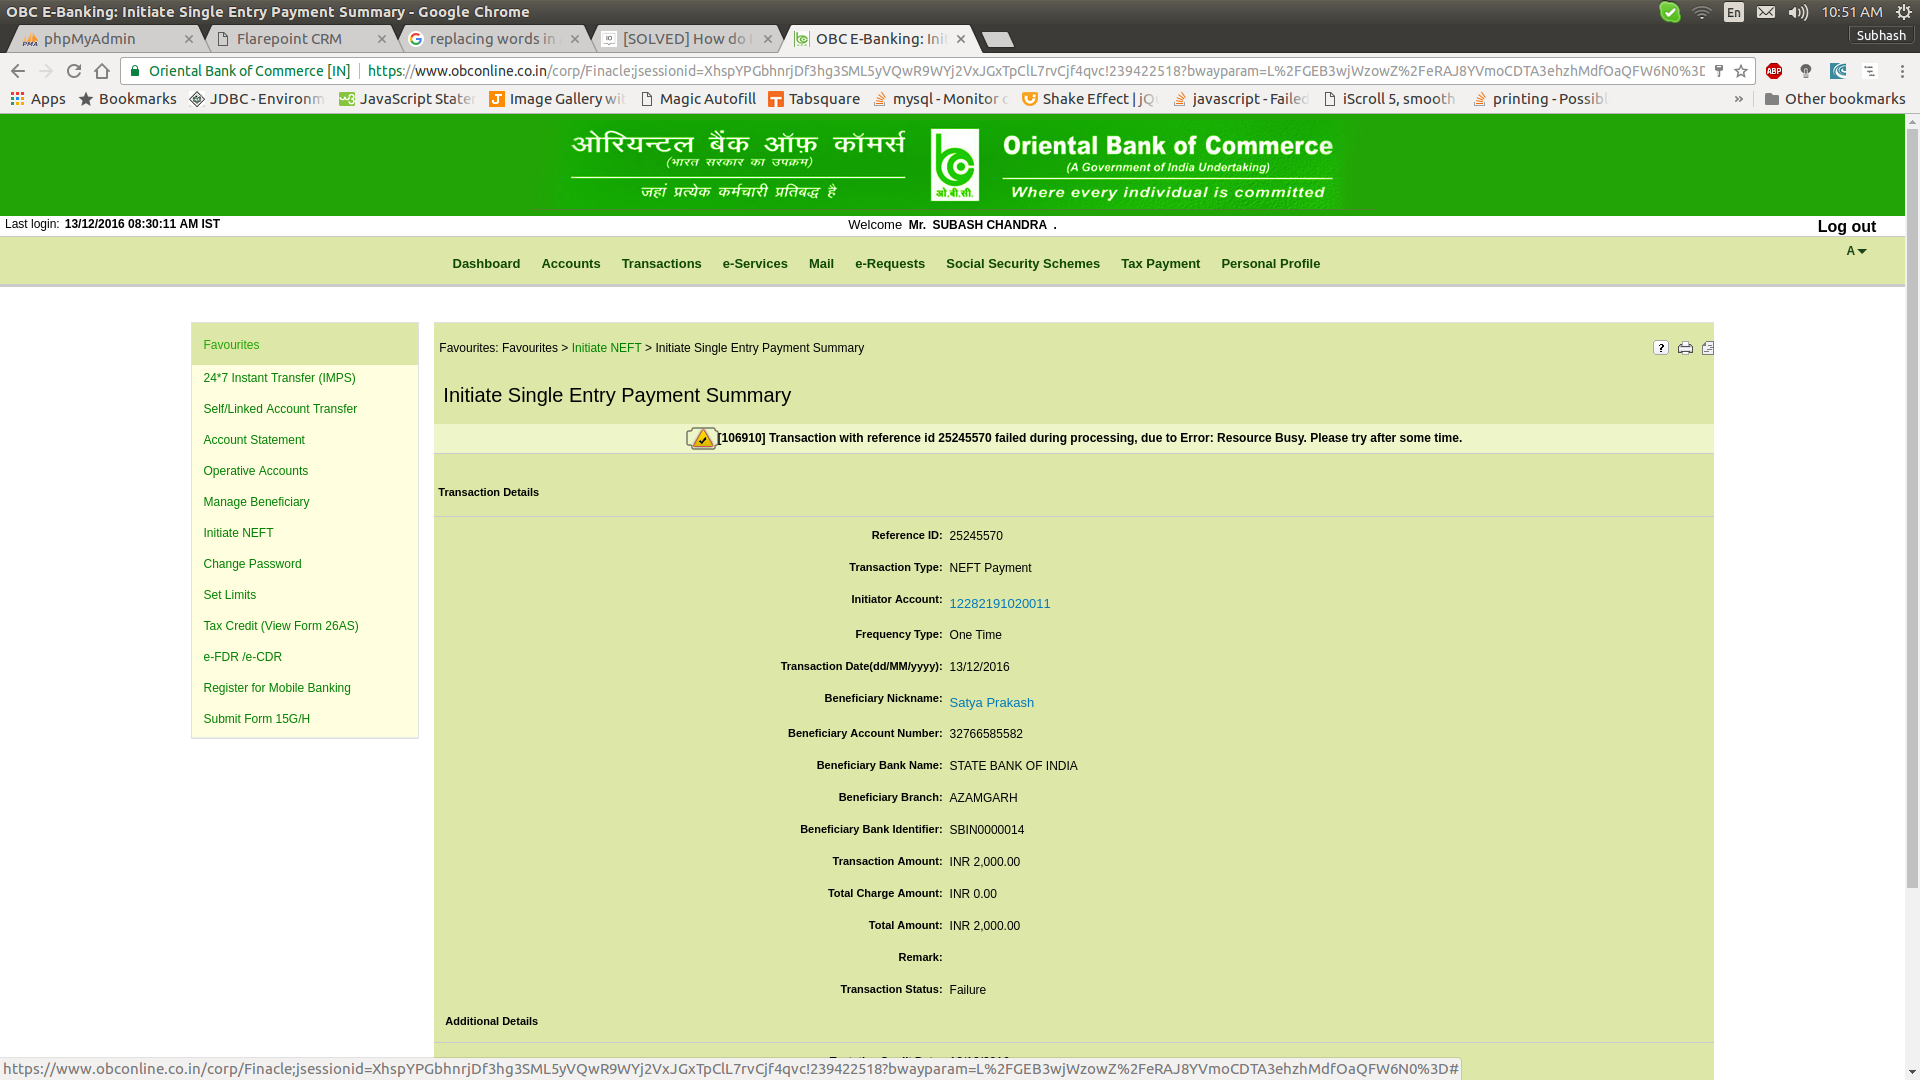 OBC E-Banking: Initiate Single Entry Payment Summary - Google Chrome
En
10:51 AM
phpMyAdmin
Flarepoint CRM
replacing words in
[SOLVED] How do
OBC E-Banking: Ini
Subhash
Oriental Bank of Commerce [IN]
https://www.obconline.co.in/corp/Finacle;jsessionid=XhspYPGbhnrjDf3hg3SML5yVQwR9WYj2VxJGxTpClL7rvCjf4qvc!239422518?bwayparam=L%2FGEB3wjWzowZ%2FeRAJ8YVmoCDTA3ehzhMdfOaQFW6N0%3D
ABP
Apps
Bookmarks
JDBC - Environm
JavaScript State
Image Gallery wit
Magic Autofill
Tabsquare
mysql - Monitor
Shake Effect | jQ
javascript - Failed
iScroll 5, smooth
printing - Possibl
»
Other bookmarks
ओरियन्टल बैंक ऑफ़ कॉमर्स
(भारत सरकार का उपक्रम)
जहां प्रत्येक कर्मचारी प्रतिबद्ध है
ओ.बी.सी.
Oriental Bank of Commerce
(A Government of India Undertaking)
Where every individual is committed
Last login: 13/12/2016 08:30:11 AM IST
Welcome Mr. SUBASH CHANDRA .
Log out
A
Dashboard
Accounts
Transactions
e-Services
Mail
e-Requests
Social Security Schemes
Tax Payment
Personal Profile
Favourites
24*7 Instant Transfer (IMPS)
Self/Linked Account Transfer
Account Statement
Operative Accounts
Manage Beneficiary
Initiate NEFT
Change Password
Set Limits
Tax Credit (View Form 26AS)
e-FDR /e-CDR
Register for Mobile Banking
Submit Form 15G/H
Favourites: Favourites > Initiate NEFT > Initiate Single Entry Payment Summary
?
Initiate Single Entry Payment Summary
[106910] Transaction with reference id 25245570 failed during processing, due to Error: Resource Busy. Please try after some time.
Transaction Details
Reference ID: 25245570
Transaction Type: NEFT Payment
Initiator Account: 12282191020011
Frequency Type: One Time
Transaction Date(dd/MM/yyyy): 13/12/2016
Beneficiary Nickname: Satya Prakash
Beneficiary Account Number: 32766585582
Beneficiary Bank Name: STATE BANK OF INDIA
Beneficiary Branch: AZAMGARH
Beneficiary Bank Identifier: SBIN0000014
Transaction Amount: INR 2,000.00
Total Charge Amount: INR 0.00
Total Amount: INR 2,000.00
Remark:
Transaction Status: Failure
Additional Details
https://www.obconline.co.in/corp/Finacle;jsessionid=XhspYPGbhnrjDf3hg3SML5yVQwR9WYj2VxJGxTpClL7rvCjf4qvc!239422518?bwayparam=L%2FGEB3wjWzowZ%2FeRAJ8YVmoCDTA3ehzhMdfOaQFW6N0%3D#